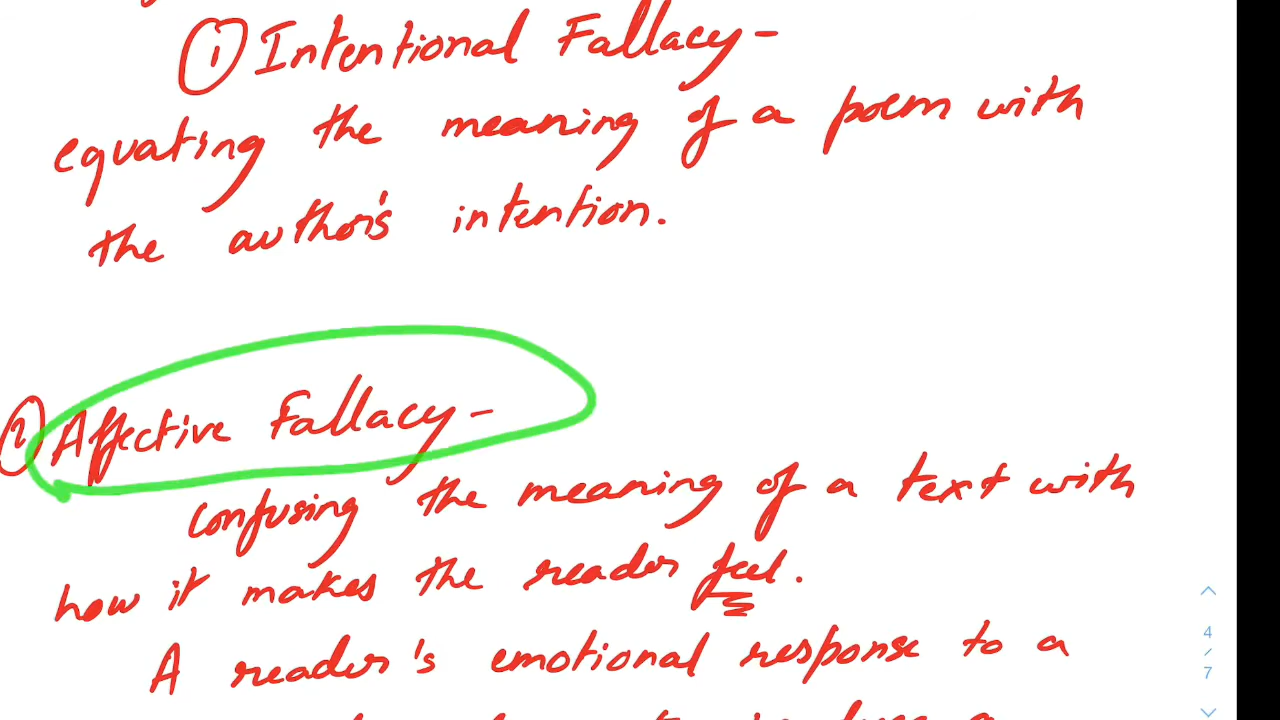 ① Intentional Fallacy-
equating the meaning of a poem with
the author's intention.
② Affective Fallacy-
confusing the meaning of a text with
how it makes the reader feel.
A reader's emotional response to a
4
/
7